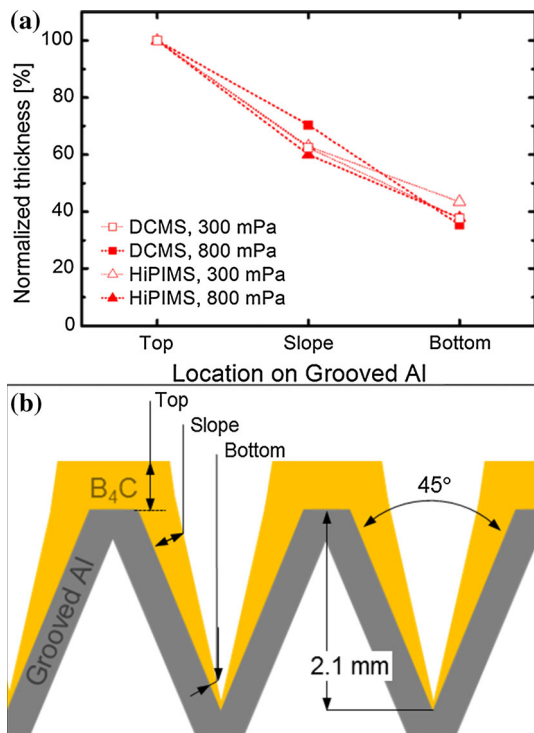 (a)
Normalized thickness [%]
100
80
60
40
20
0
DCMS, 300 mPa
DCMS, 800 mPa
HiPIMS, 300 mPa
HiPIMS, 800 mPa
Top Slope Bottom
Location on Grooved Al
(b)
Top
Slope
Bottom
B₄C
45°
Grooved Al
2.1 mm